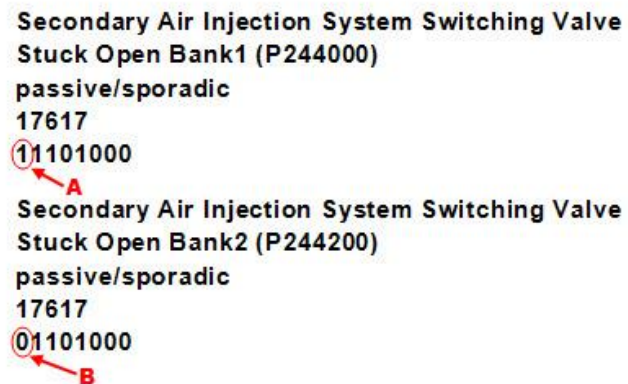 Secondary Air Injection System Switching Valve
Stuck Open Bank1 (P244000)
passive/sporadic
17617
11101000
A
Secondary Air Injection System Switching Valve
Stuck Open Bank2 (P244200)
passive/sporadic
17617
01101000
B